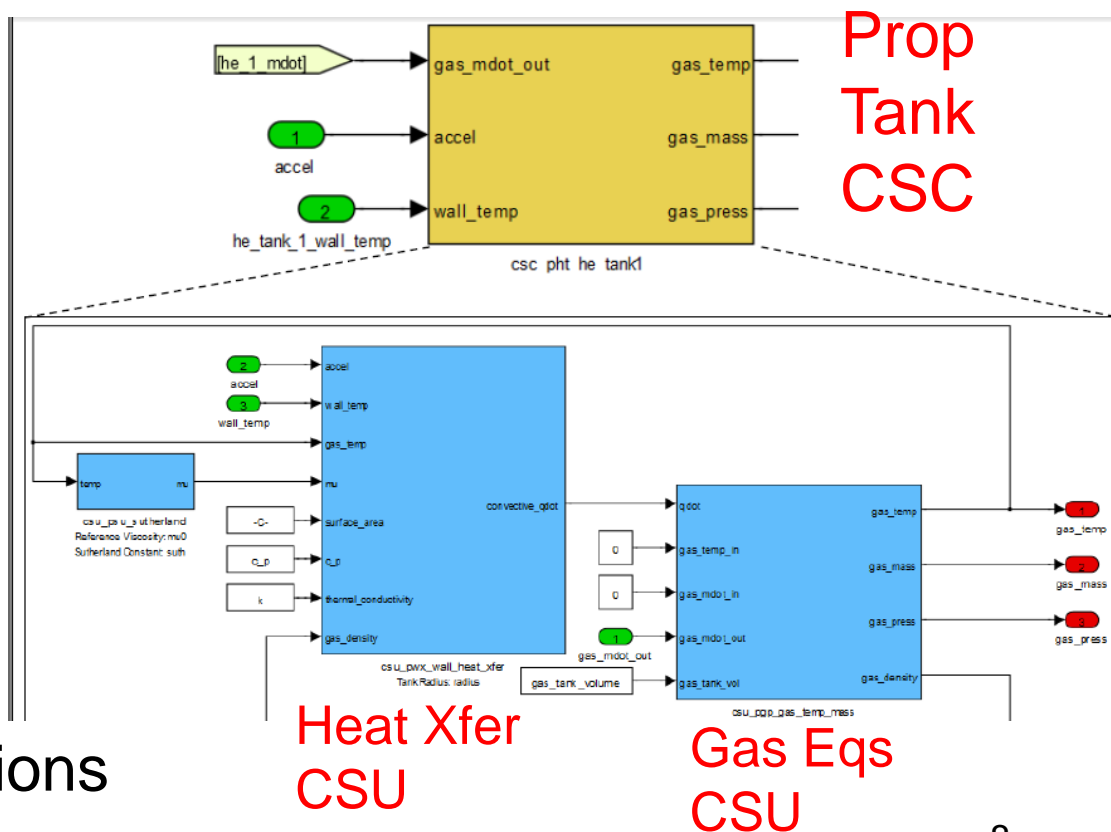 [he_1_mdot]
gas_mdot_out
gas_temp
1
accel
accel
gas_mass
2
he_tank_1_wall_temp
wall_temp
gas_press
csc pht he tank1
Prop
Tank
CSC
2
accel
3
wall_temp
accel
wall_temp
gas_temp
mu
surface_area
c_p
thermal_conductivity
gas_density
convective_qdot
temp
mu
csu_psu_sutherland
Reference Viscosity: mu0
Sutherland Constant: suth
-C-
c_p
k
csu_pwx_wall_heat_xfer
Tank Radius: radius
0
0
1
gas_mdot_out
gas_tank_volume
qdot
gas_temp_in
gas_mdot_in
gas_mdot_out
gas_tank_vol
gas_temp
gas_mass
gas_press
gas_density
csu_pgp_gas_temp_mass
1
gas_temp
2
gas_mass
3
gas_press
Heat Xfer
CSU
Gas Eqs
CSU
ions